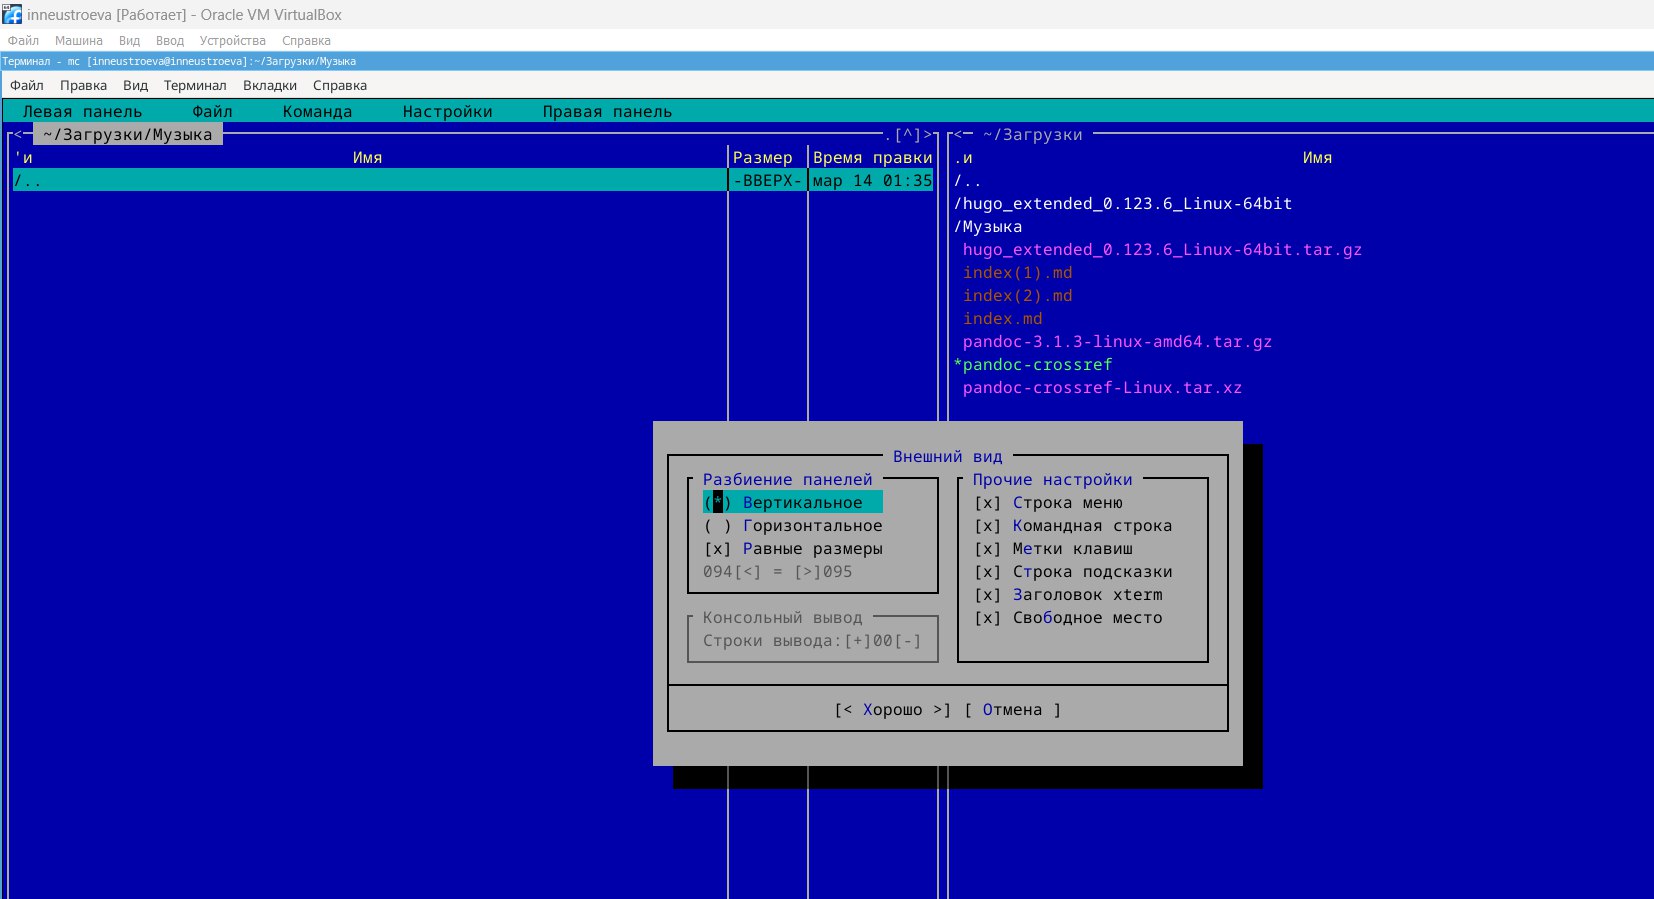 inneustroeva [Работает] - Oracle VM VirtualBox
Файл Машина Вид Ввод Устройства Справка
Терминал - mc [inneustroeva@inneustroeva]:~/Загрузки/Музыка
Файл Правка Вид Терминал Вкладки Справка
Левая панель Файл Команда Настройки Правая панель
<─ ~/Загрузки/Музыка .[^]>
'и Имя Размер Время правки
/.. -ВВЕРХ- мар 14 01:35
<─ ~/Загрузки
.и Имя
/..
/hugo_extended_0.123.6_Linux-64bit
/Музыка
hugo_extended_0.123.6_Linux-64bit.tar.gz
index(1).md
index(2).md
index.md
pandoc-3.1.3-linux-amd64.tar.gz
*pandoc-crossref
pandoc-crossref-Linux.tar.xz
Внешний вид
Разбиение панелей
(*) Вертикальное
( ) Горизонтальное
[x] Равные размеры
094[<] = [>]095
Консольный вывод
Строки вывода:[+]00[-]
Прочие настройки
[x] Строка меню
[x] Командная строка
[x] Метки клавиш
[x] Строка подсказки
[x] Заголовок xterm
[x] Свободное место
[< Хорошо >] [ Отмена ]